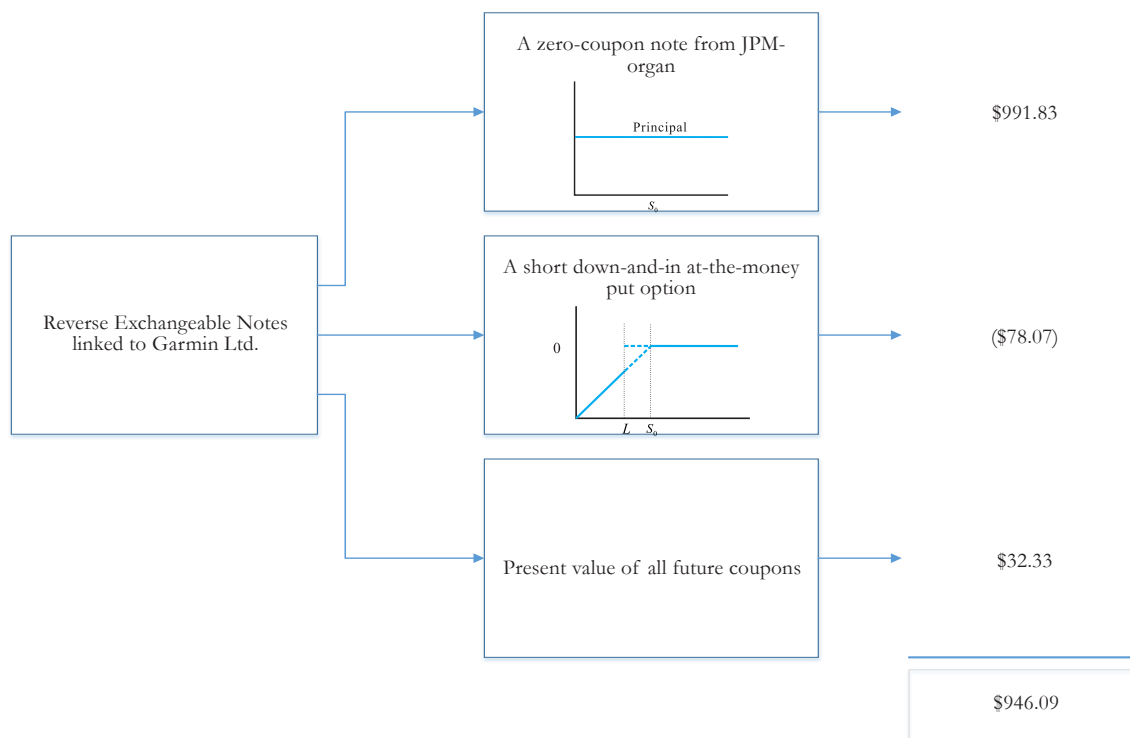 A zero-coupon note from JPM-
organ
Principal
S₀
$991.83
Reverse Exchangeable Notes
linked to Garmin Ltd.
A short down-and-in at-the-money
put option
0
L S₀
($78.07)
Present value of all future coupons
$32.33
$946.09